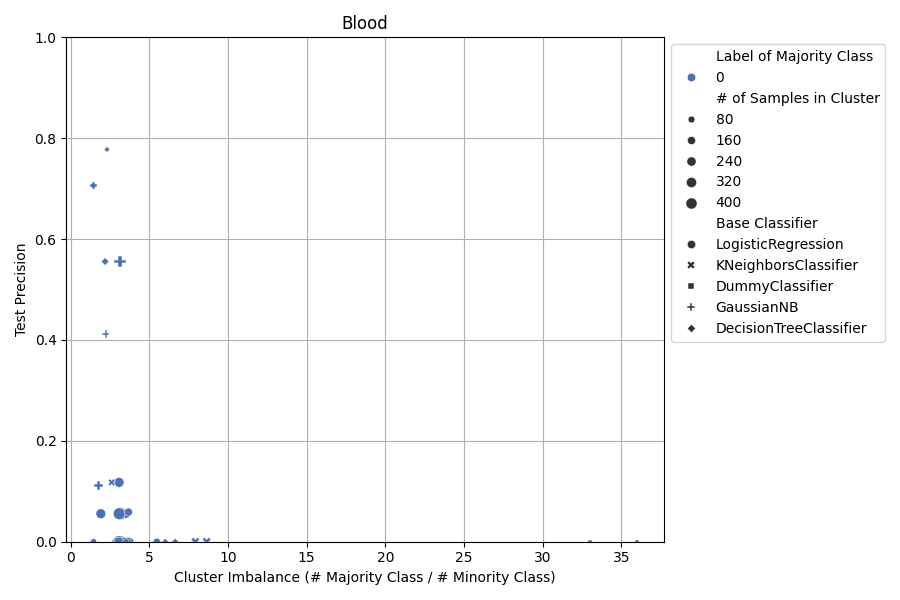 Blood
1.0
0.8
0.6
0.4
0.2
0.0
Test Precision
0
5
10
15
20
25
30
35
Cluster Imbalance (# Majority Class / # Minority Class)
Label of Majority Class
0
# of Samples in Cluster
80
160
240
320
400
Base Classifier
LogisticRegression
KNeighborsClassifier
DummyClassifier
GaussianNB
DecisionTreeClassifier